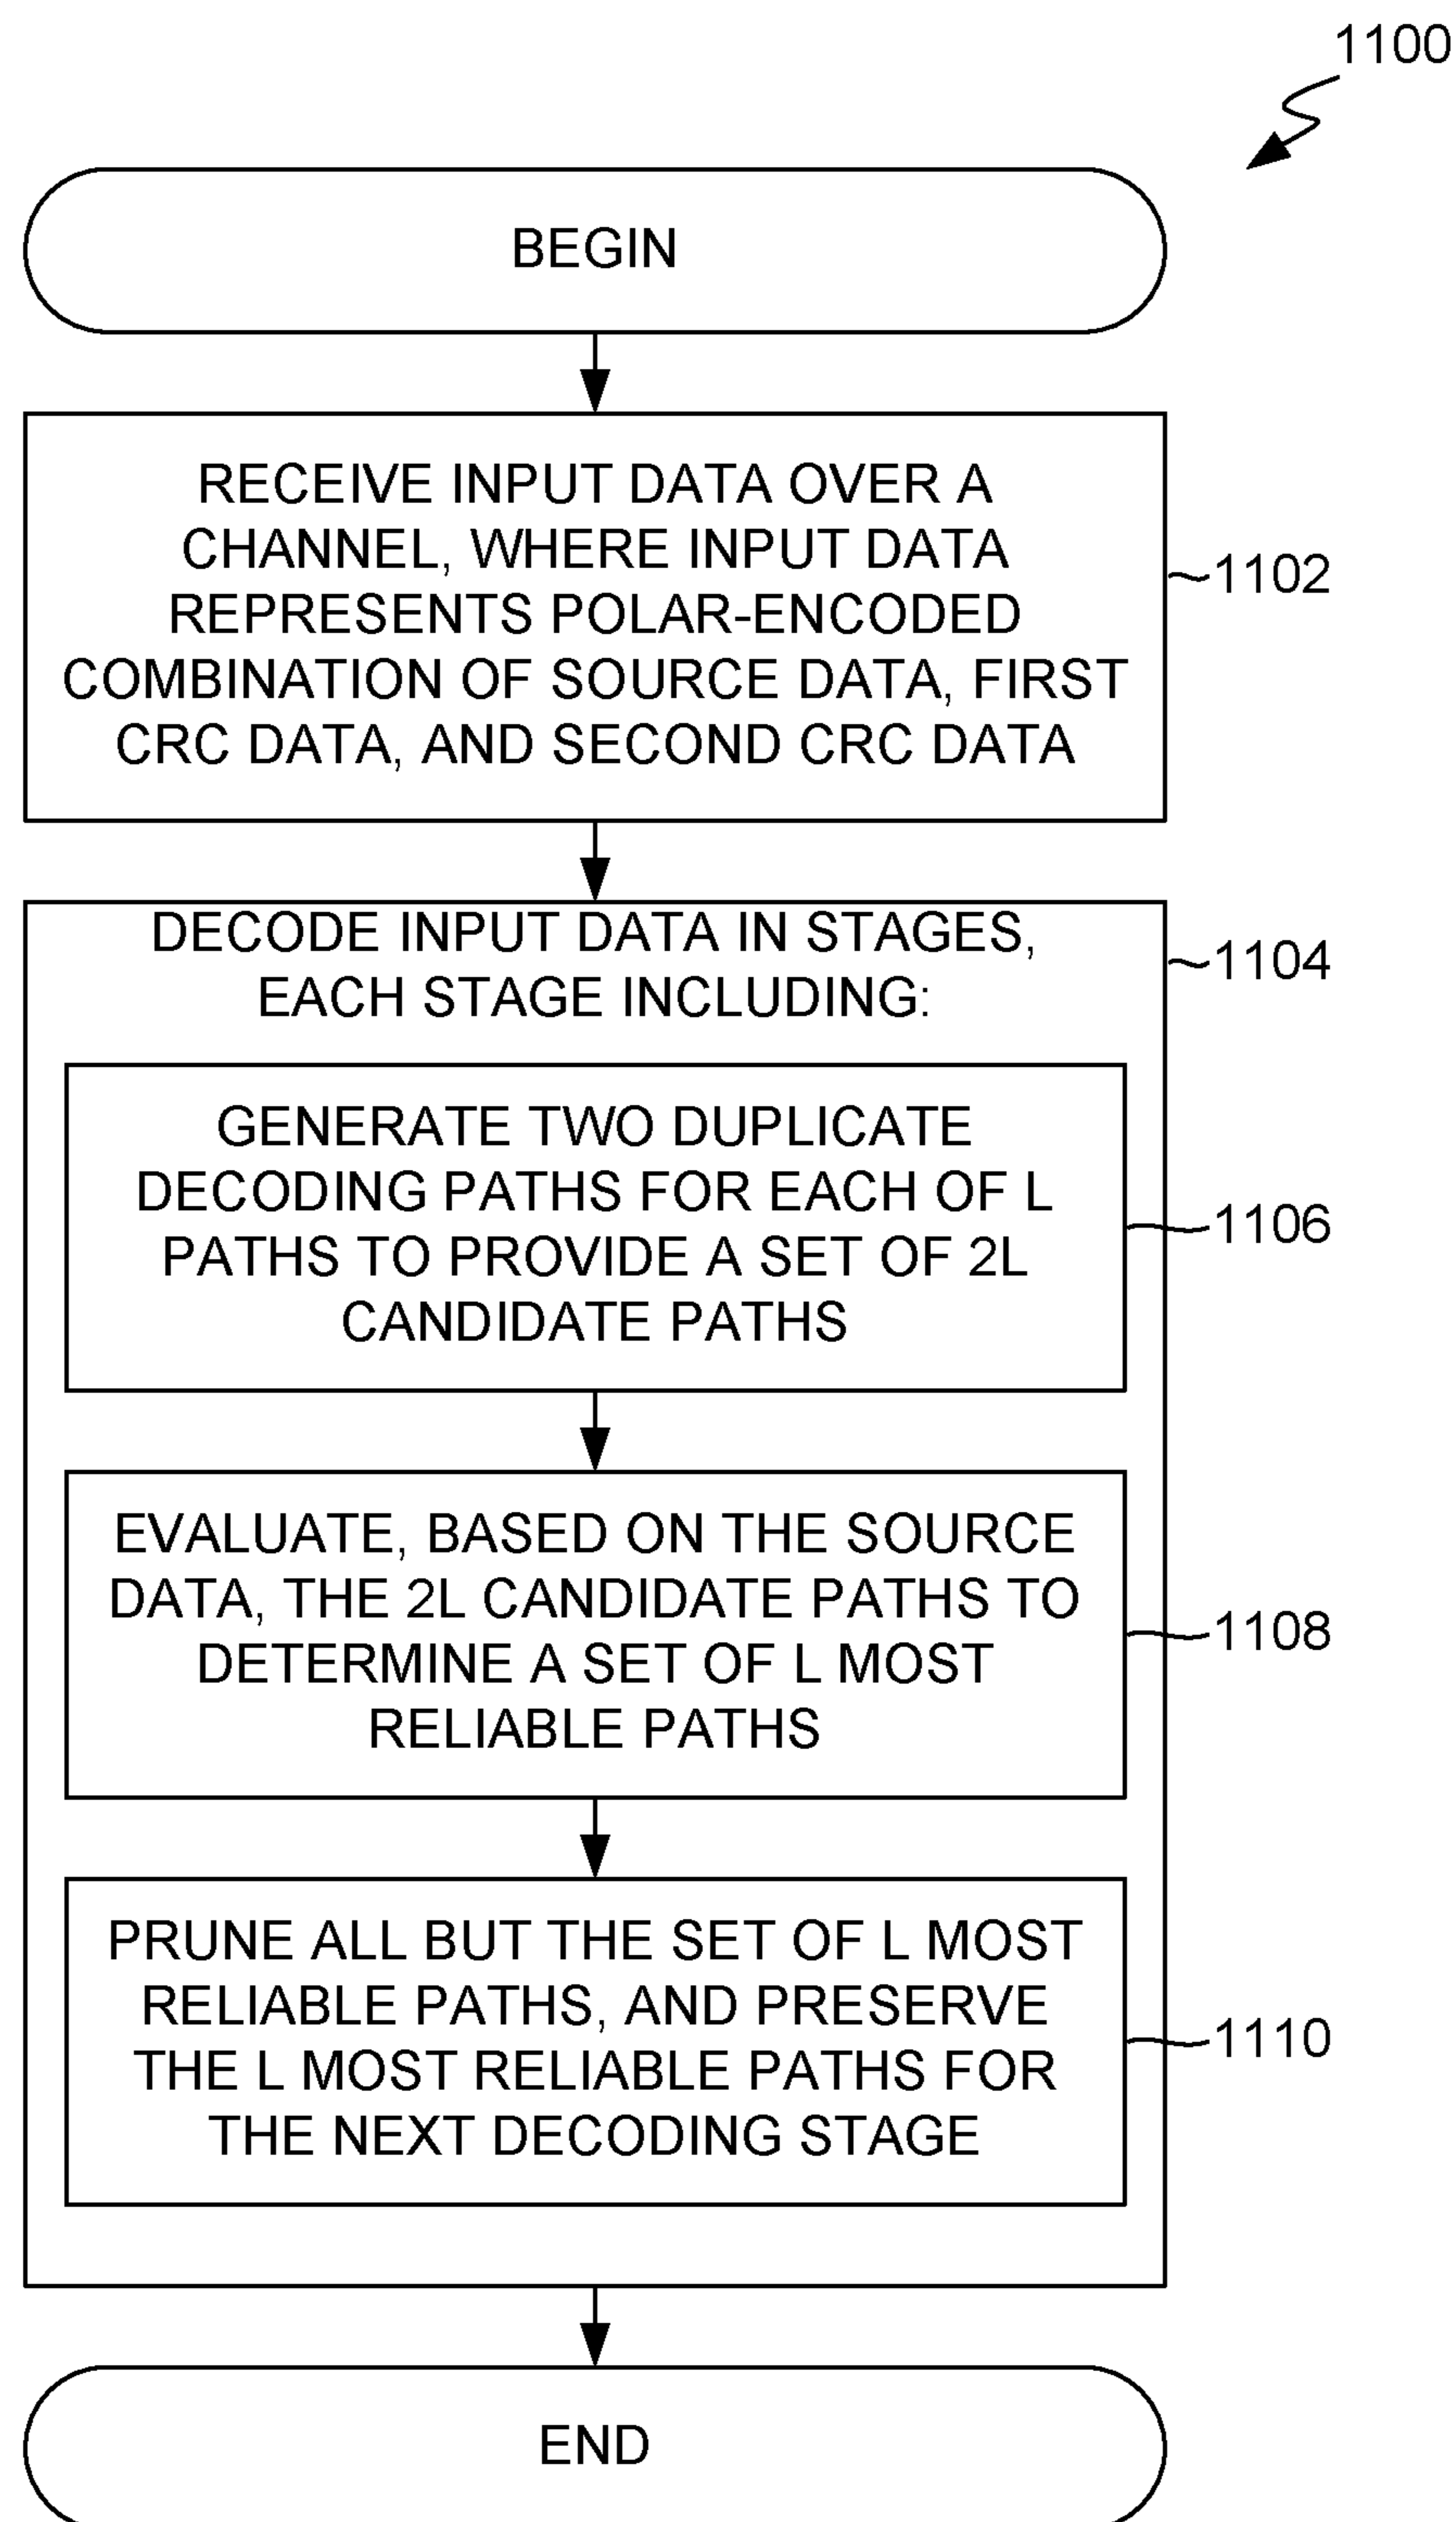 1100
BEGIN
RECEIVE INPUT DATA OVER A
CHANNEL, WHERE INPUT DATA
REPRESENTS POLAR-ENCODED
COMBINATION OF SOURCE DATA, FIRST
CRC DATA, AND SECOND CRC DATA
1102
DECODE INPUT DATA IN STAGES,
EACH STAGE INCLUDING:
1104
GENERATE TWO DUPLICATE
DECODING PATHS FOR EACH OF L
PATHS TO PROVIDE A SET OF 2L
CANDIDATE PATHS
1106
EVALUATE, BASED ON THE SOURCE
DATA, THE 2L CANDIDATE PATHS TO
DETERMINE A SET OF L MOST
RELIABLE PATHS
1108
PRUNE ALL BUT THE SET OF L MOST
RELIABLE PATHS, AND PRESERVE
THE L MOST RELIABLE PATHS FOR
THE NEXT DECODING STAGE
1110
END